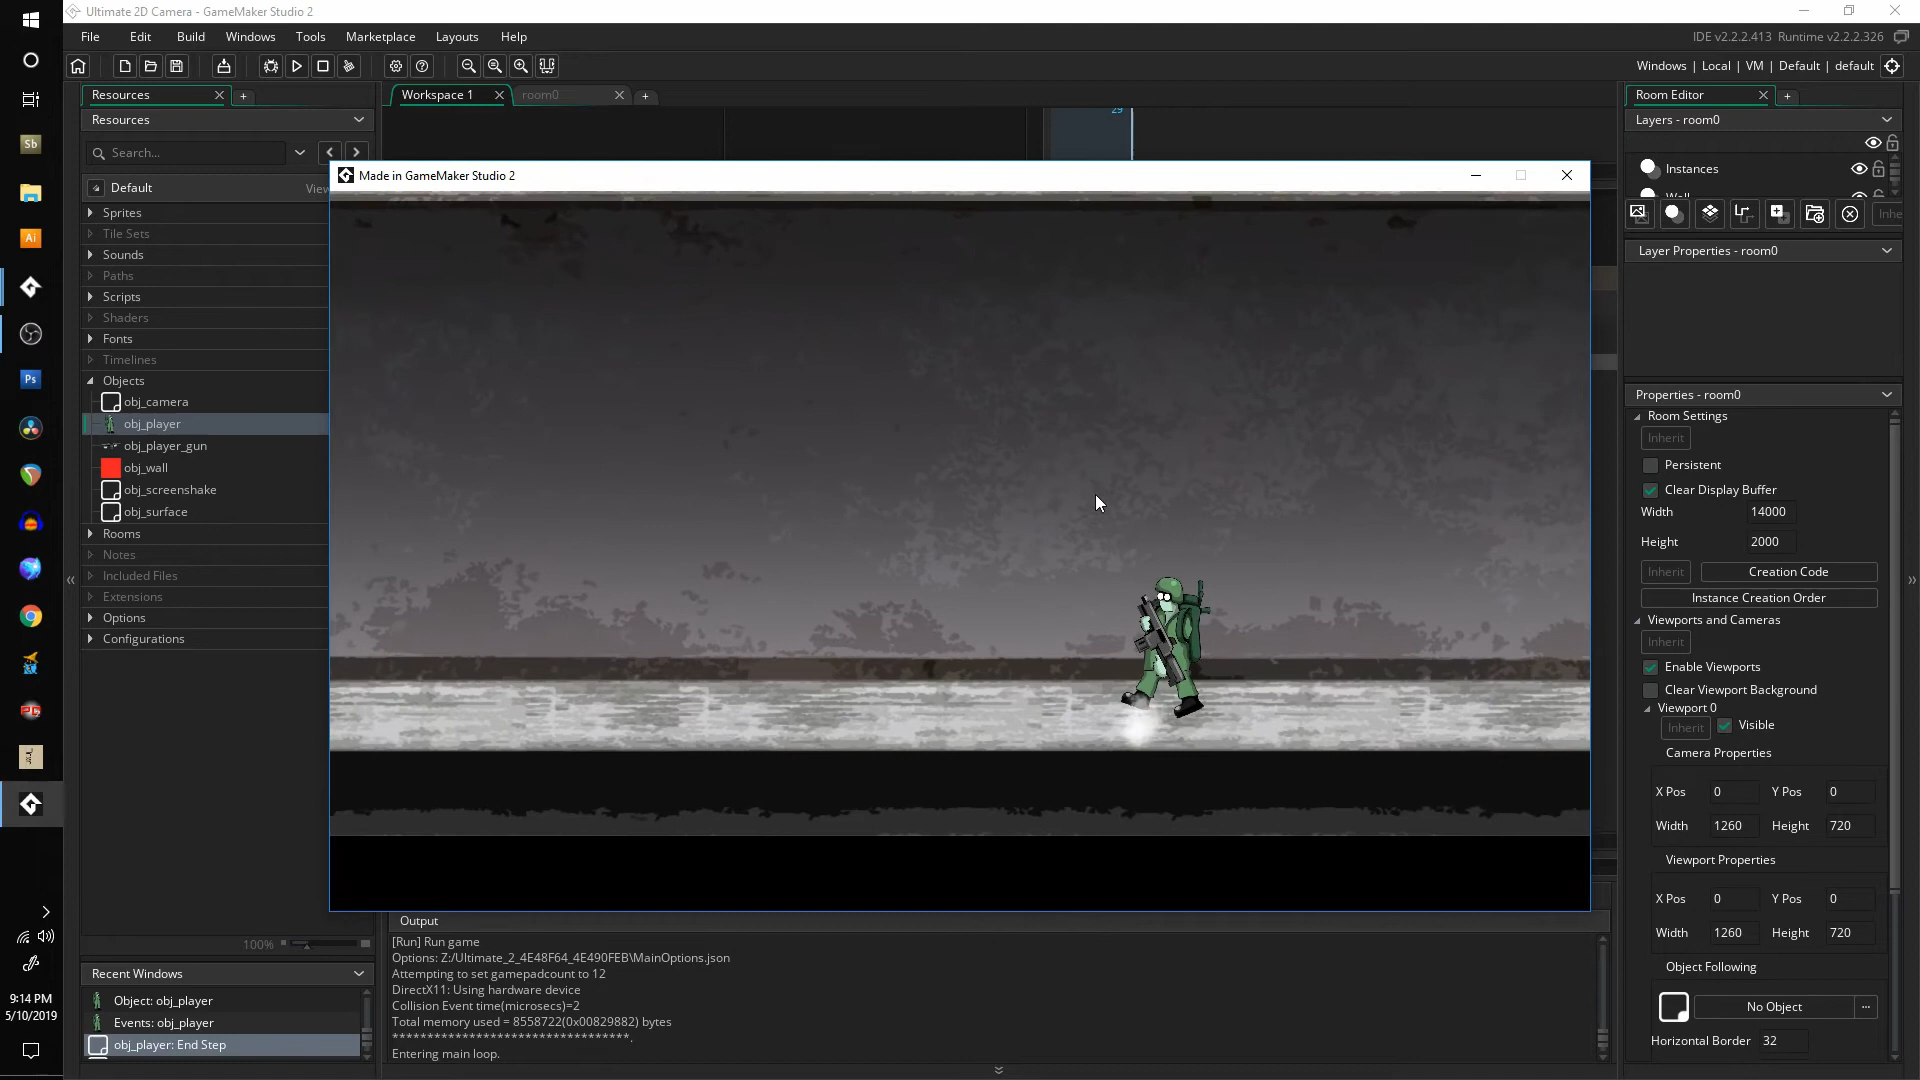 Ultimate 2D Camera - GameMaker Studio 2
File Edit Build Windows Tools Marketplace Layouts Help
IDE v2.2.2.413 Runtime v2.2.2.326
Windows | Local | VM | Default | default
Resources
Workspace 1
room0
Room Editor
Resources
29
Layers - room0
Search...
Instances
Default
View
Made in GameMaker Studio 2
Sprites
Tile Sets
Sounds
Paths
Scripts
Shaders
Fonts
Timelines
Objects
obj_camera
obj_player
obj_player_gun
obj_wall
obj_screenshake
obj_surface
Rooms
Notes
Included Files
Extensions
Options
Configurations
100%
Recent Windows
Object: obj_player
Events: obj_player
obj_player: End Step
Sb
Ai
Ps
PG
9:14 PM
5/10/2019
Output
[Run] Run game
Options: Z:/Ultimate_2_4E48F64_4E490FEB\MainOptions.json
Attempting to set gamepadcount to 12
DirectX11: Using hardware device
Collision Event time(microsecs)=2
Total memory used = 8558722(0x00829882) bytes
**********************************.
Entering main loop.
Inhe
Layer Properties - room0
Properties - room0
Room Settings
Inherit
Persistent
Clear Display Buffer
Width 14000
Height 2000
Inherit Creation Code
Instance Creation Order
Viewports and Cameras
Inherit
Enable Viewports
Clear Viewport Background
Viewport 0
Inherit Visible
Camera Properties
X Pos 0 Y Pos 0
Width 1260 Height 720
Viewport Properties
X Pos 0 Y Pos 0
Width 1260 Height 720
Object Following
No Object ...
Horizontal Border 32